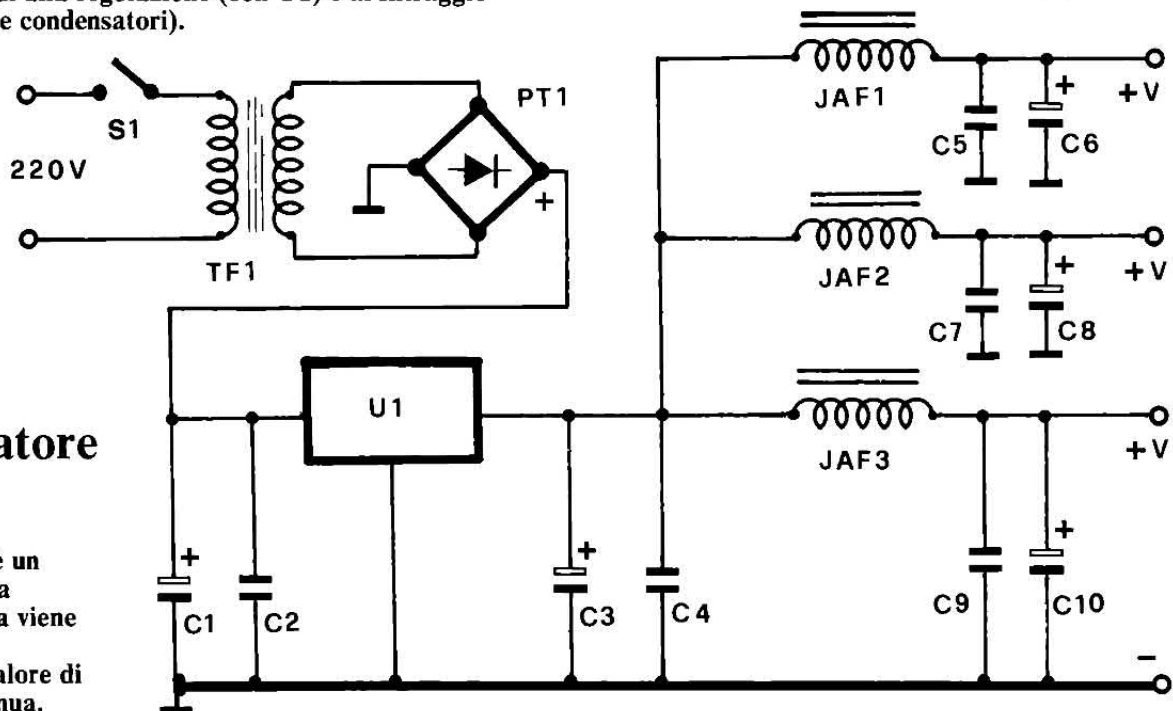 e condensatori).
S1
220V
TF1
PT1
+
JAF1
C5
+
C6
+V
JAF2
C7
+
C8
+V
U1
JAF3
+V
atore
e un
a
a viene
alore di
nua.
+
C1
C2
+
C3
C4
C9
+
C10
-